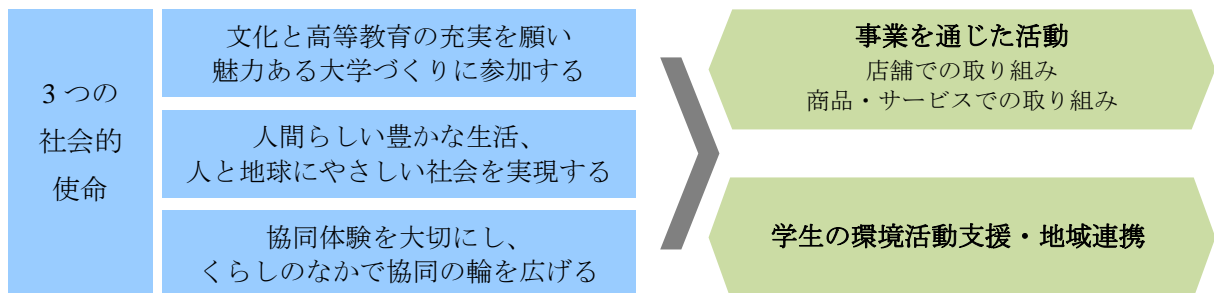 3つの
社会的
使命
文化と高等教育の充実を願い
魅力ある大学づくりに参加する
人間らしい豊かな生活、
人と地球にやさしい社会を実現する
協同体験を大切にし、
くらしのなかで協同の輪を広げる
事業を通じた活動
店舗での取り組み
商品・サービスでの取り組み
学生の環境活動支援・地域連携